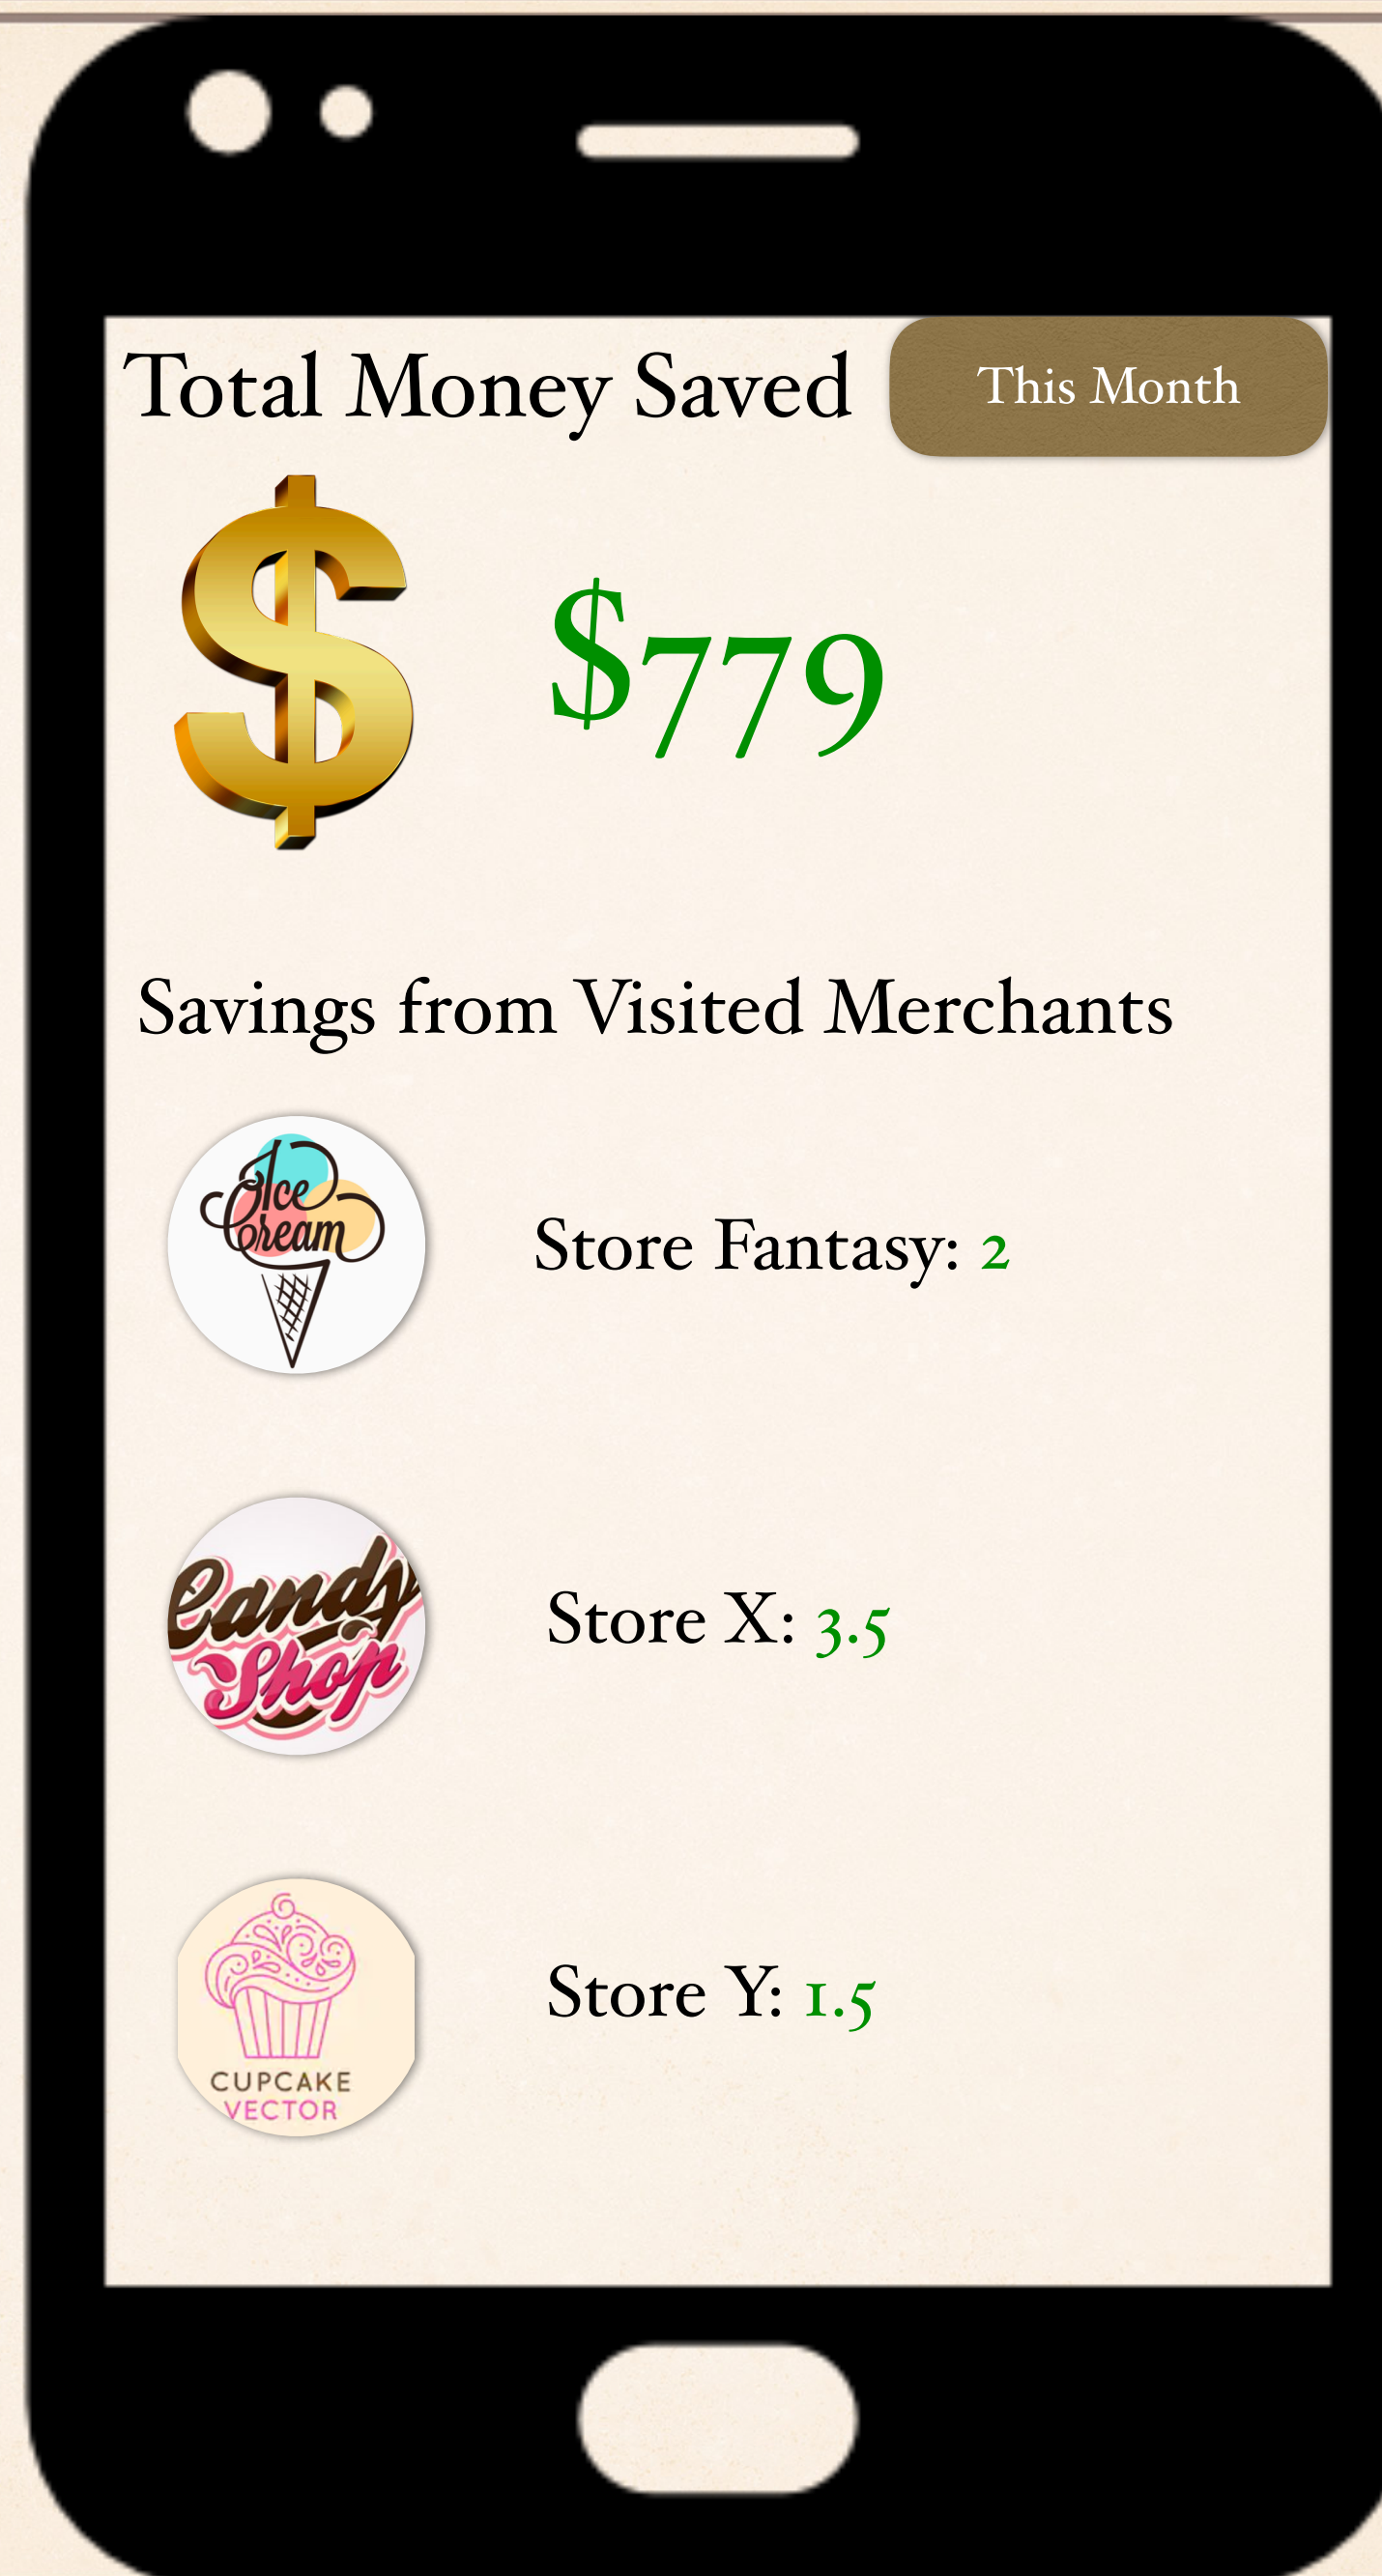 Total Money Saved
This Month
$779
Savings from Visited Merchants
Ice
Cream
Store Fantasy: 2
Candy
Shop
Store X: 3.5
CUPCAKE
VECTOR
Store Y: 1.5